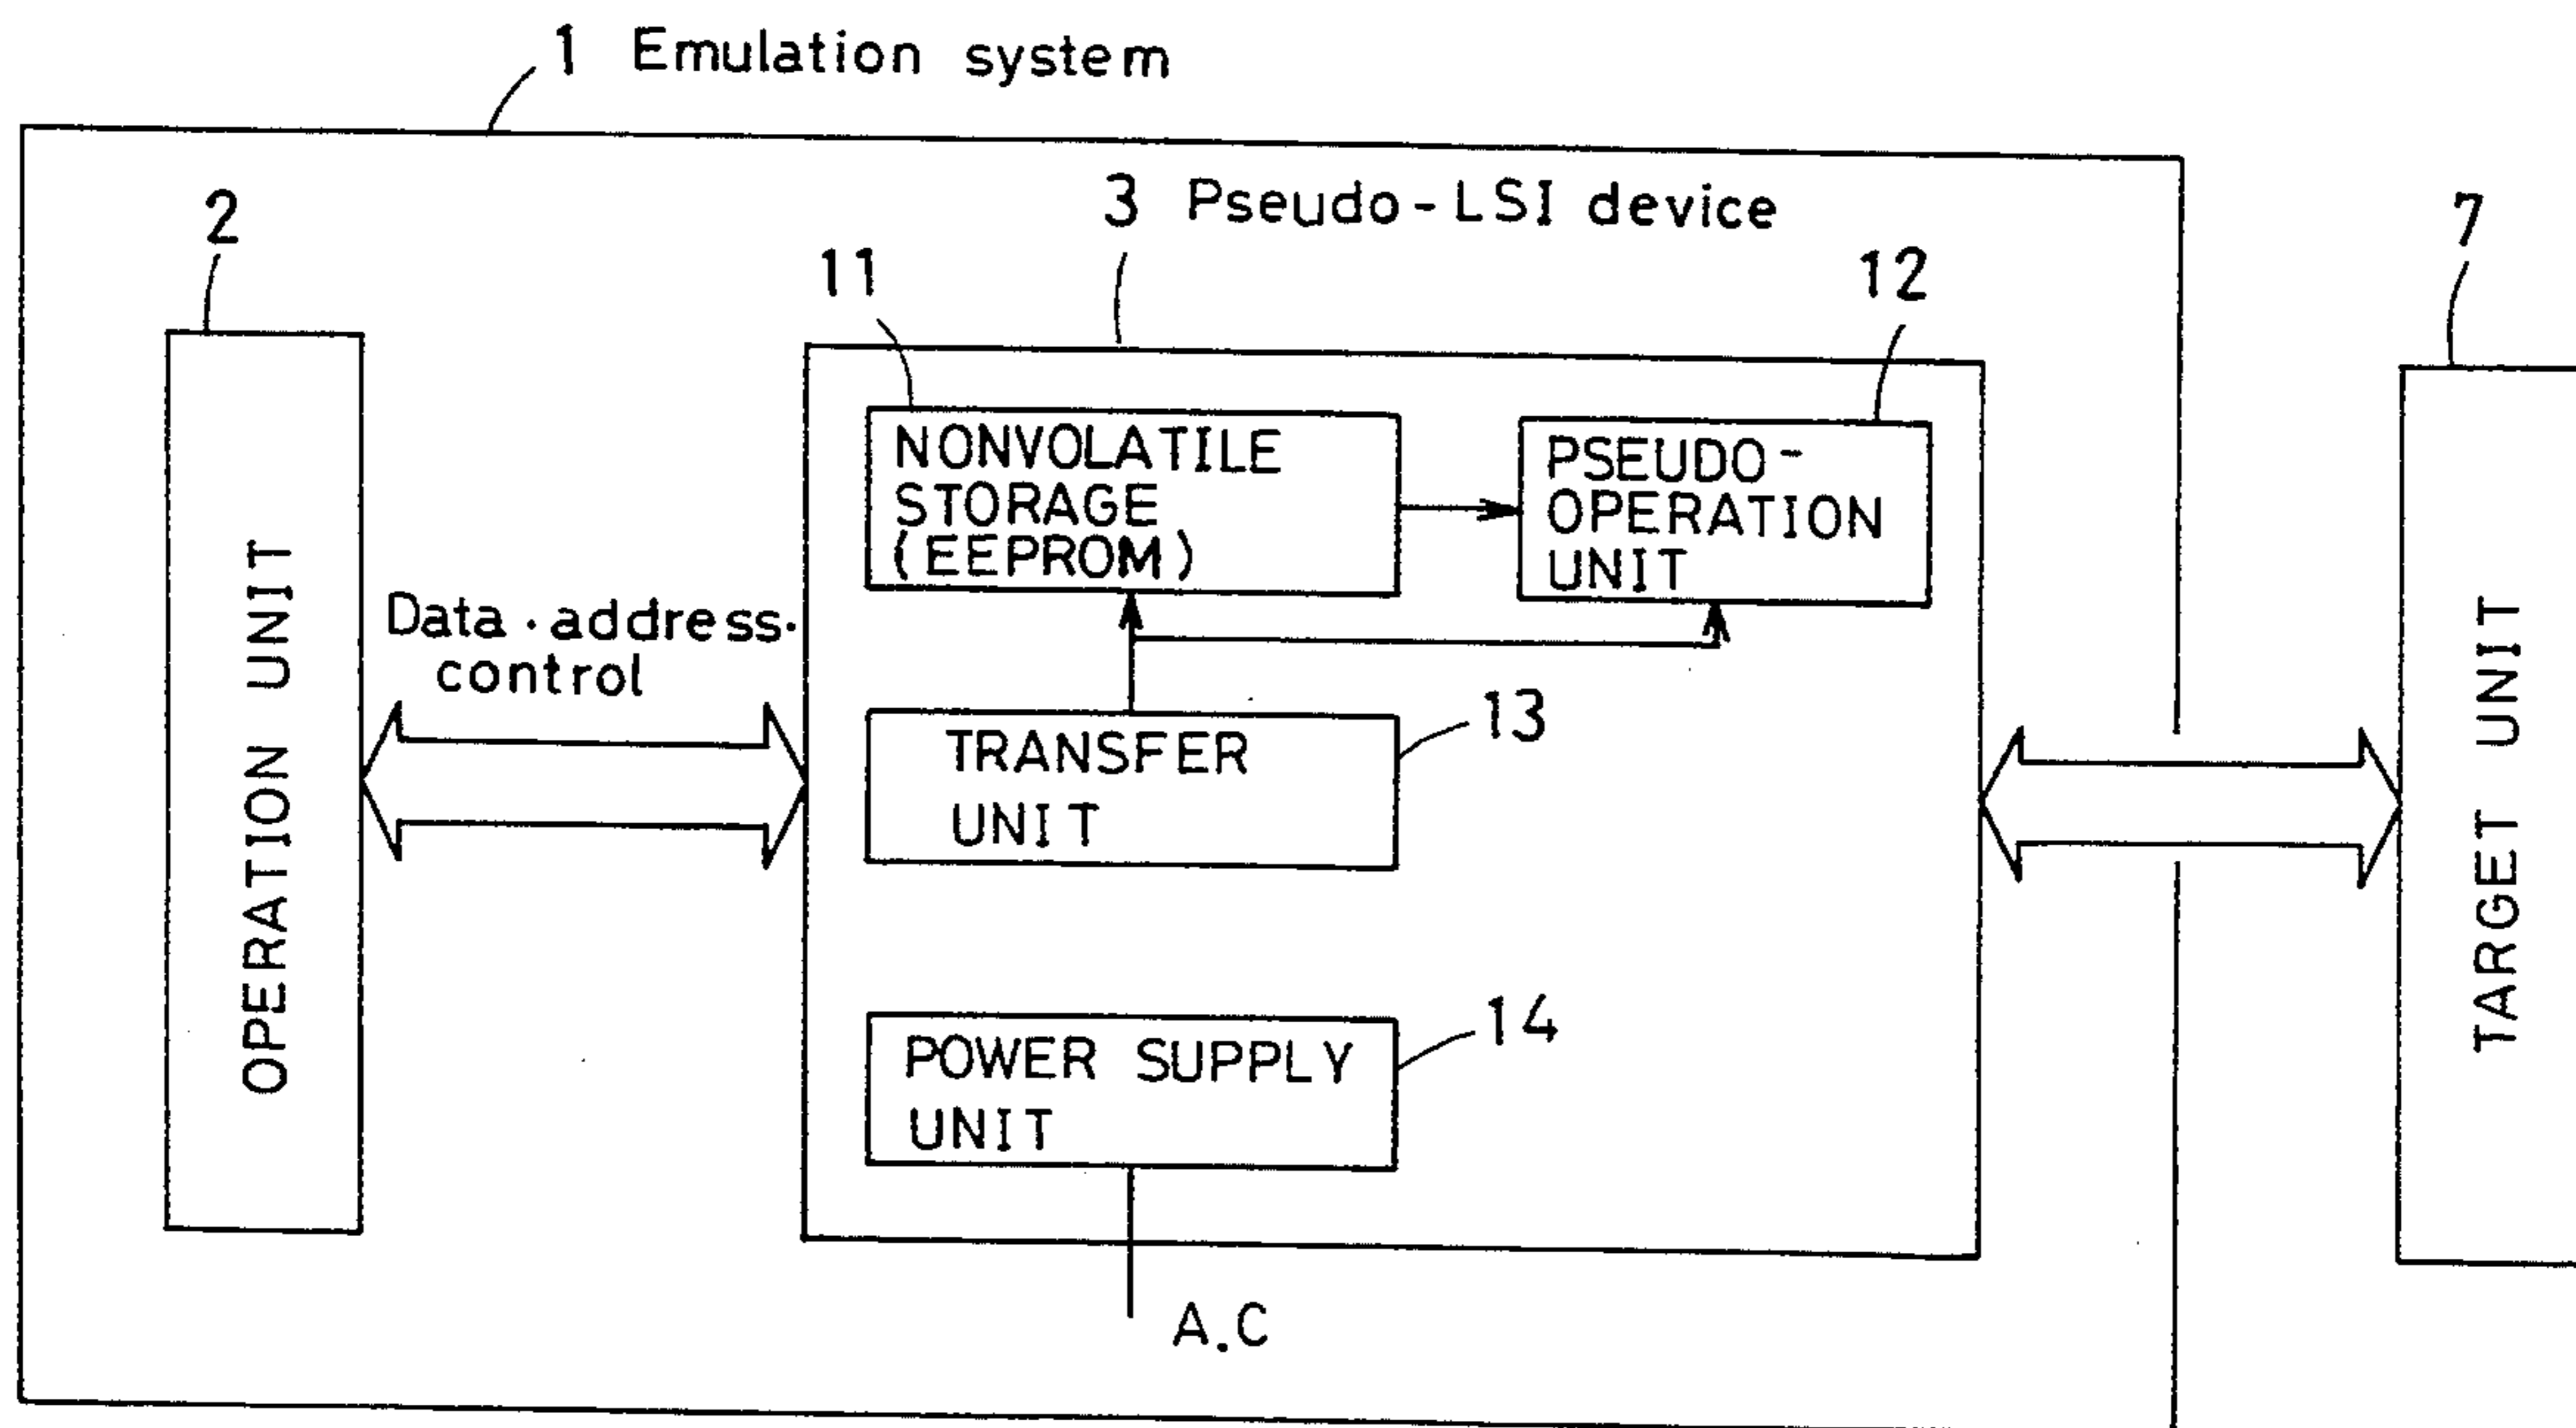 1 Emulation system
2
3 Pseudo-LSI device
7
11
12
NONVOLATILE
STORAGE
(EEPROM)
PSEUDO-
OPERATION
UNIT
OPERATION UNIT
Data·address·
control
TRANSFER
UNIT
13
TARGET UNIT
POWER SUPPLY
UNIT
14
A.C